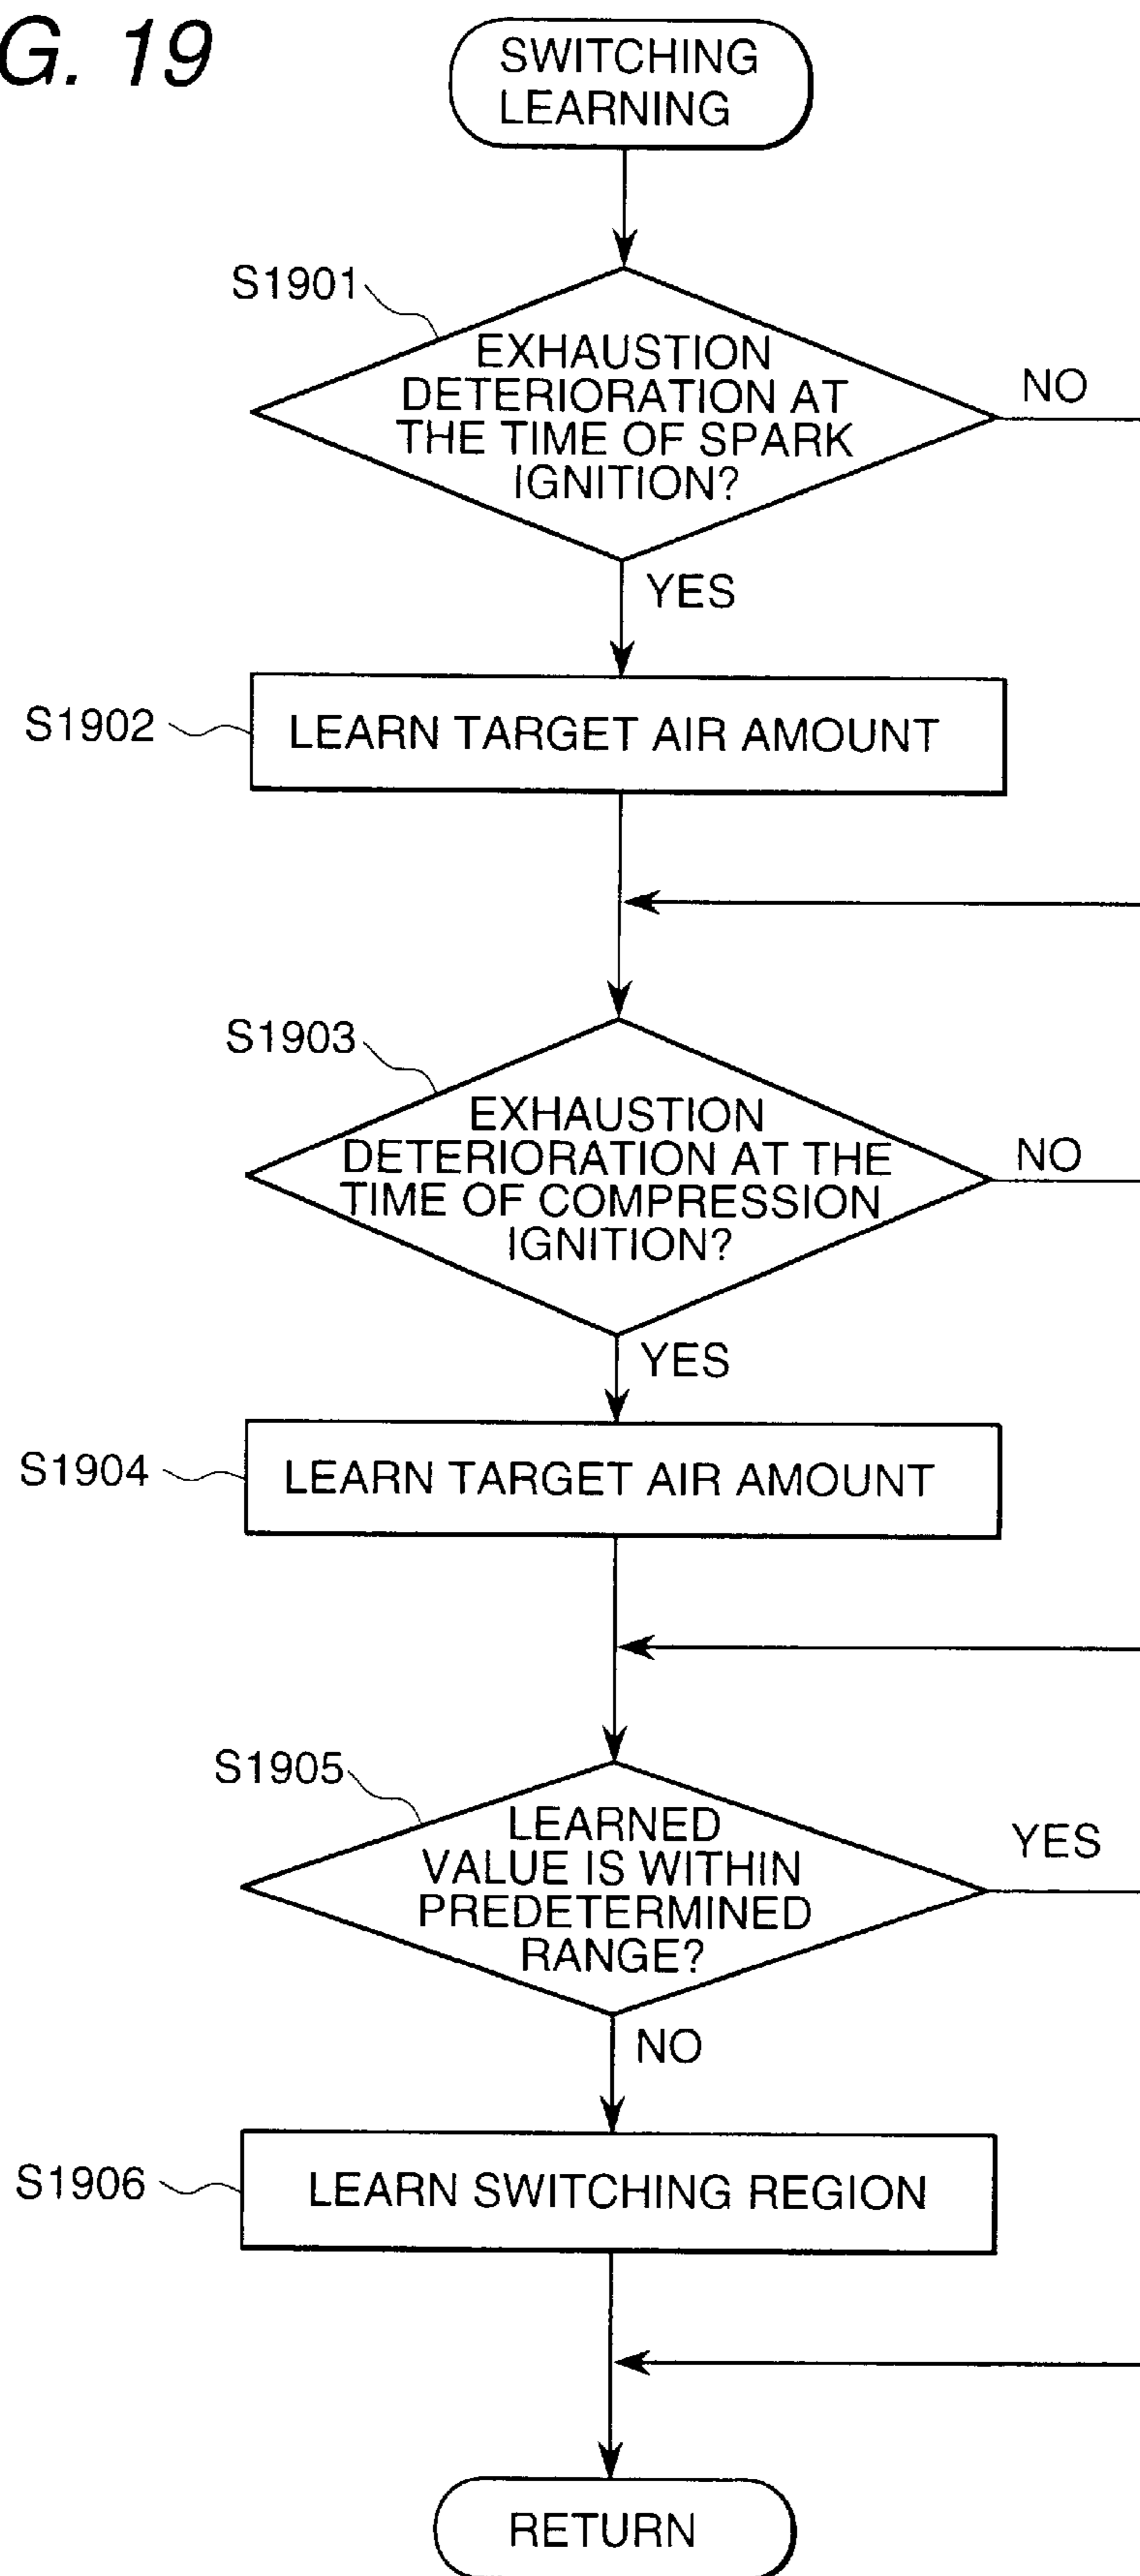 G. 19
SWITCHING
LEARNING
S1901
EXHAUSTION
DETERIORATION AT
THE TIME OF SPARK
IGNITION?
NO
YES
S1902
LEARN TARGET AIR AMOUNT
S1903
EXHAUSTION
DETERIORATION AT THE
TIME OF COMPRESSION
IGNITION?
NO
YES
S1904
LEARN TARGET AIR AMOUNT
S1905
LEARNED
VALUE IS WITHIN
PREDETERMINED
RANGE?
YES
NO
S1906
LEARN SWITCHING REGION
RETURN